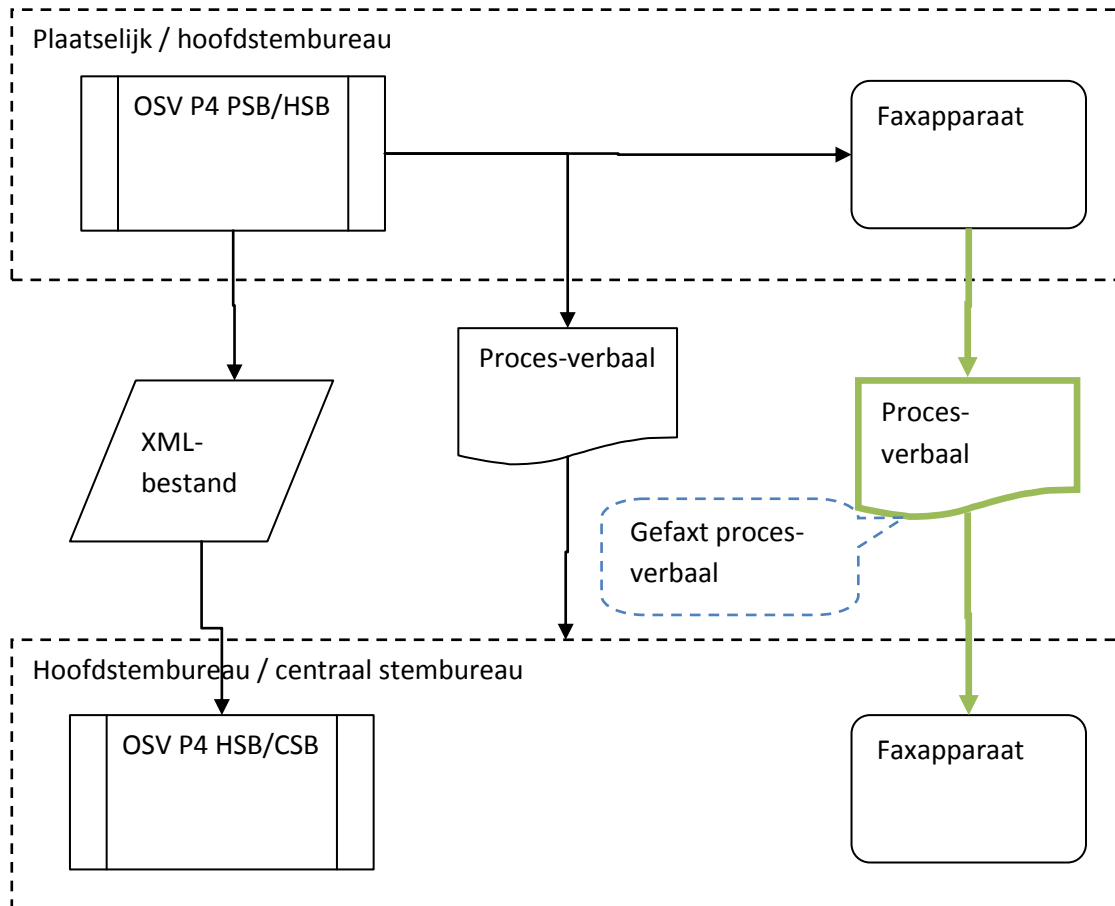 Plaatselijk / hoofdstembureau
OSV P4 PSB/HSB
Faxapparaat
Proces-verbaal
XML-
bestand
Proces-
verbaal
Gefaxt proces-
verbaal
Hoofdstembureau / centraal stembureau
OSV P4 HSB/CSB
Faxapparaat